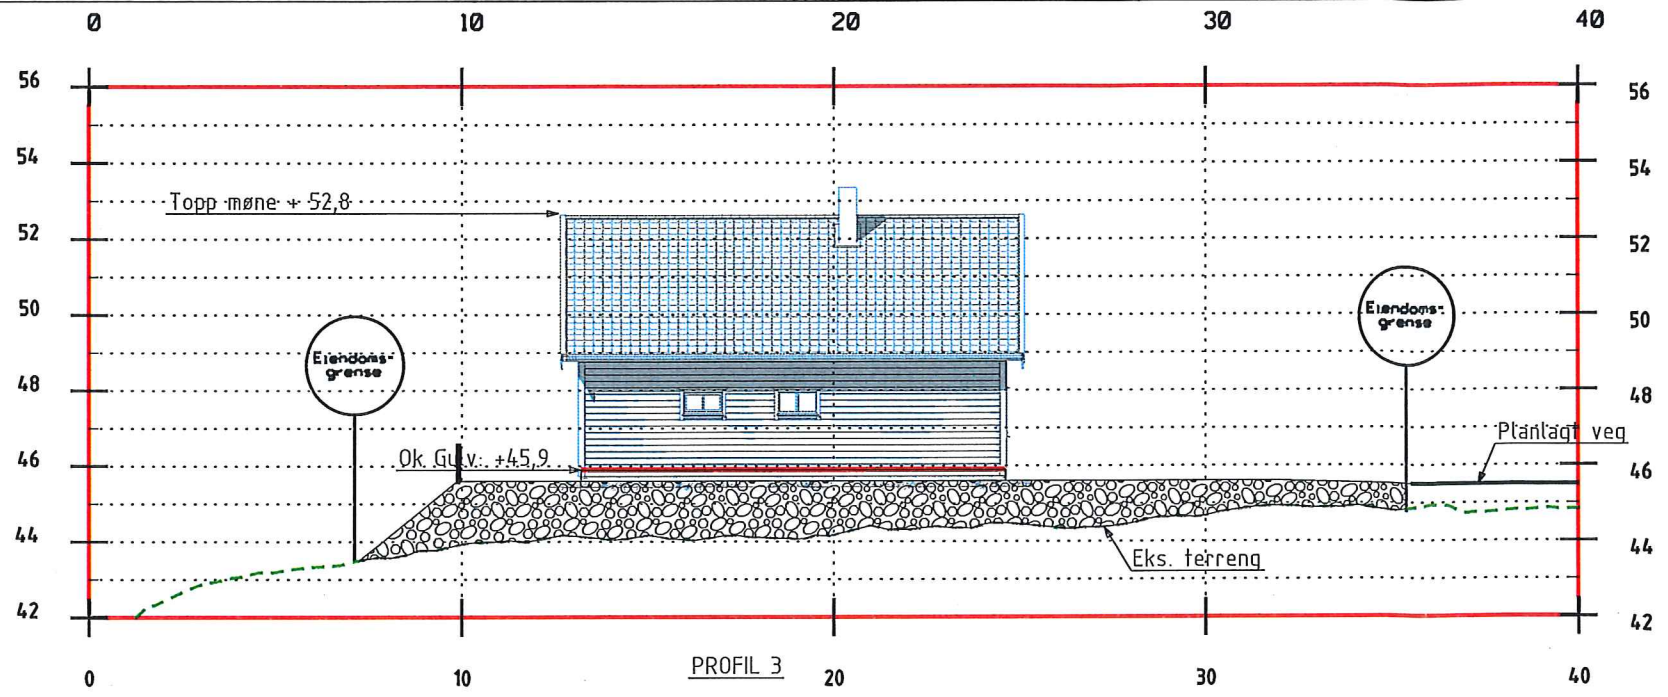 0 10 20 30 40
56 56
54 54
Topp møne + 52,8
52 52
50 50
Eiendoms-
grense
Eiendoms-
grense
48 48
Planlagt veg
Ok Gulv: +45,9
46 46
44 44
Eks. terreng
42 42
PROFIL 3
0 10 20 30 40